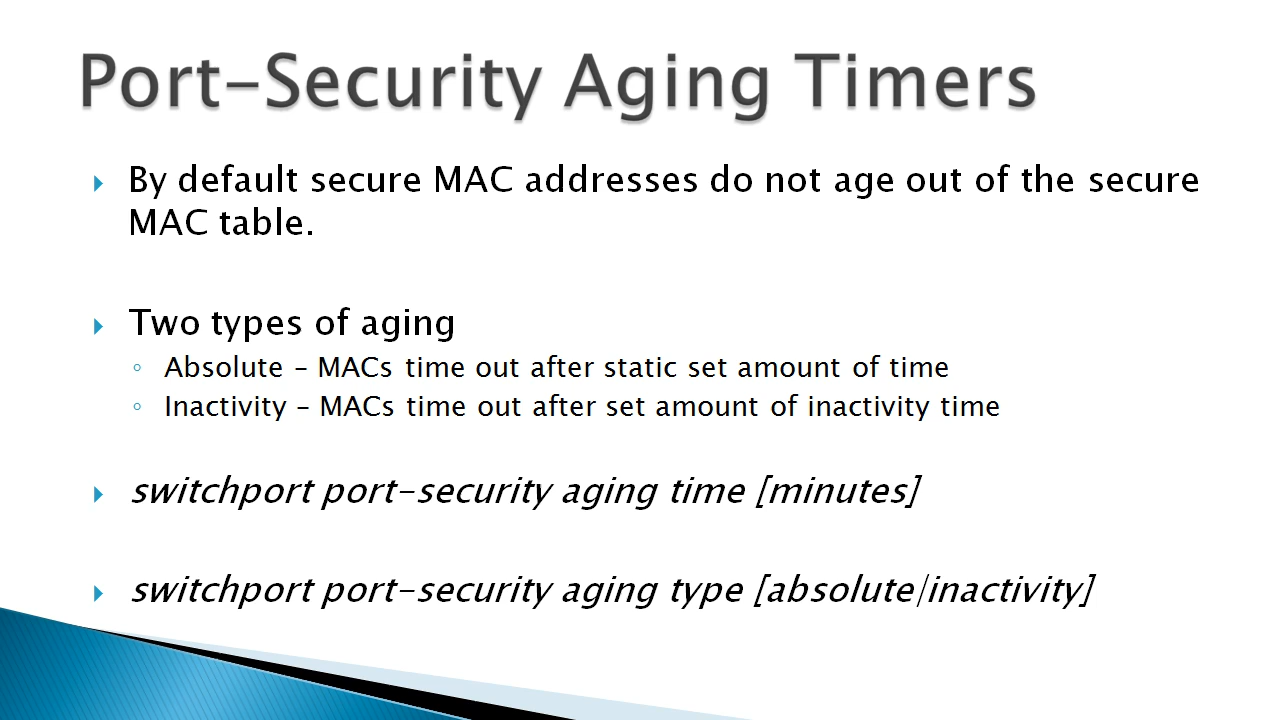 Port-Security Aging Timers
By default secure MAC addresses do not age out of the secure
MAC table.
Two types of aging
Absolute – MACs time out after static set amount of time
Inactivity – MACs time out after set amount of inactivity time
switchport port-security aging time [minutes]
switchport port-security aging type [absolute|inactivity]